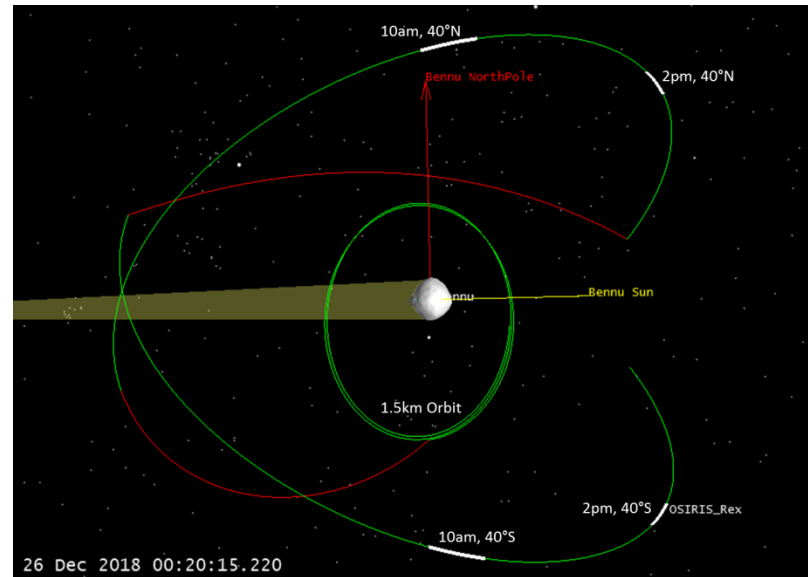 10am, 40°N
2pm, 40°N
Bennu NorthPole
ennu
Bennu Sun
1.5km Orbit
2pm, 40°S
OSIRIS_Rex
10am, 40°S
26 Dec 2018 00:20:15.220